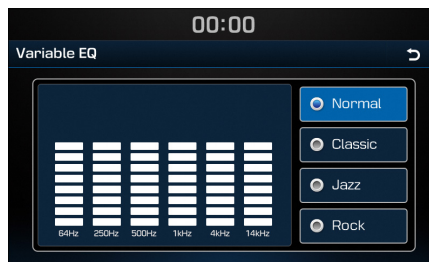 00:00
Variable EQ
Normal
Classic
Jazz
Rock
64Hz 250Hz 500Hz 1kHz 4kHz 14kHz